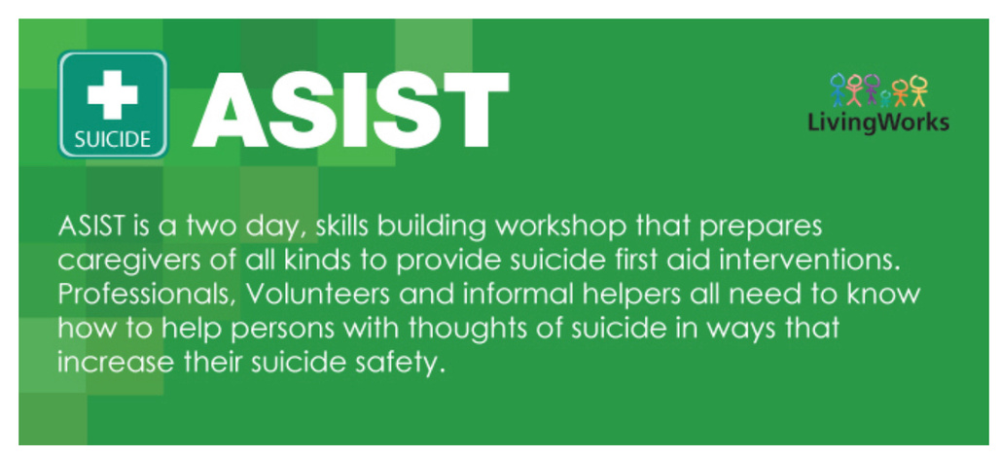 SUICIDE
ASIST
LivingWorks
ASIST is a two day, skills building workshop that prepares
caregivers of all kinds to provide suicide first aid interventions.
Professionals, Volunteers and informal helpers all need to know
how to help persons with thoughts of suicide in ways that
increase their suicide safety.